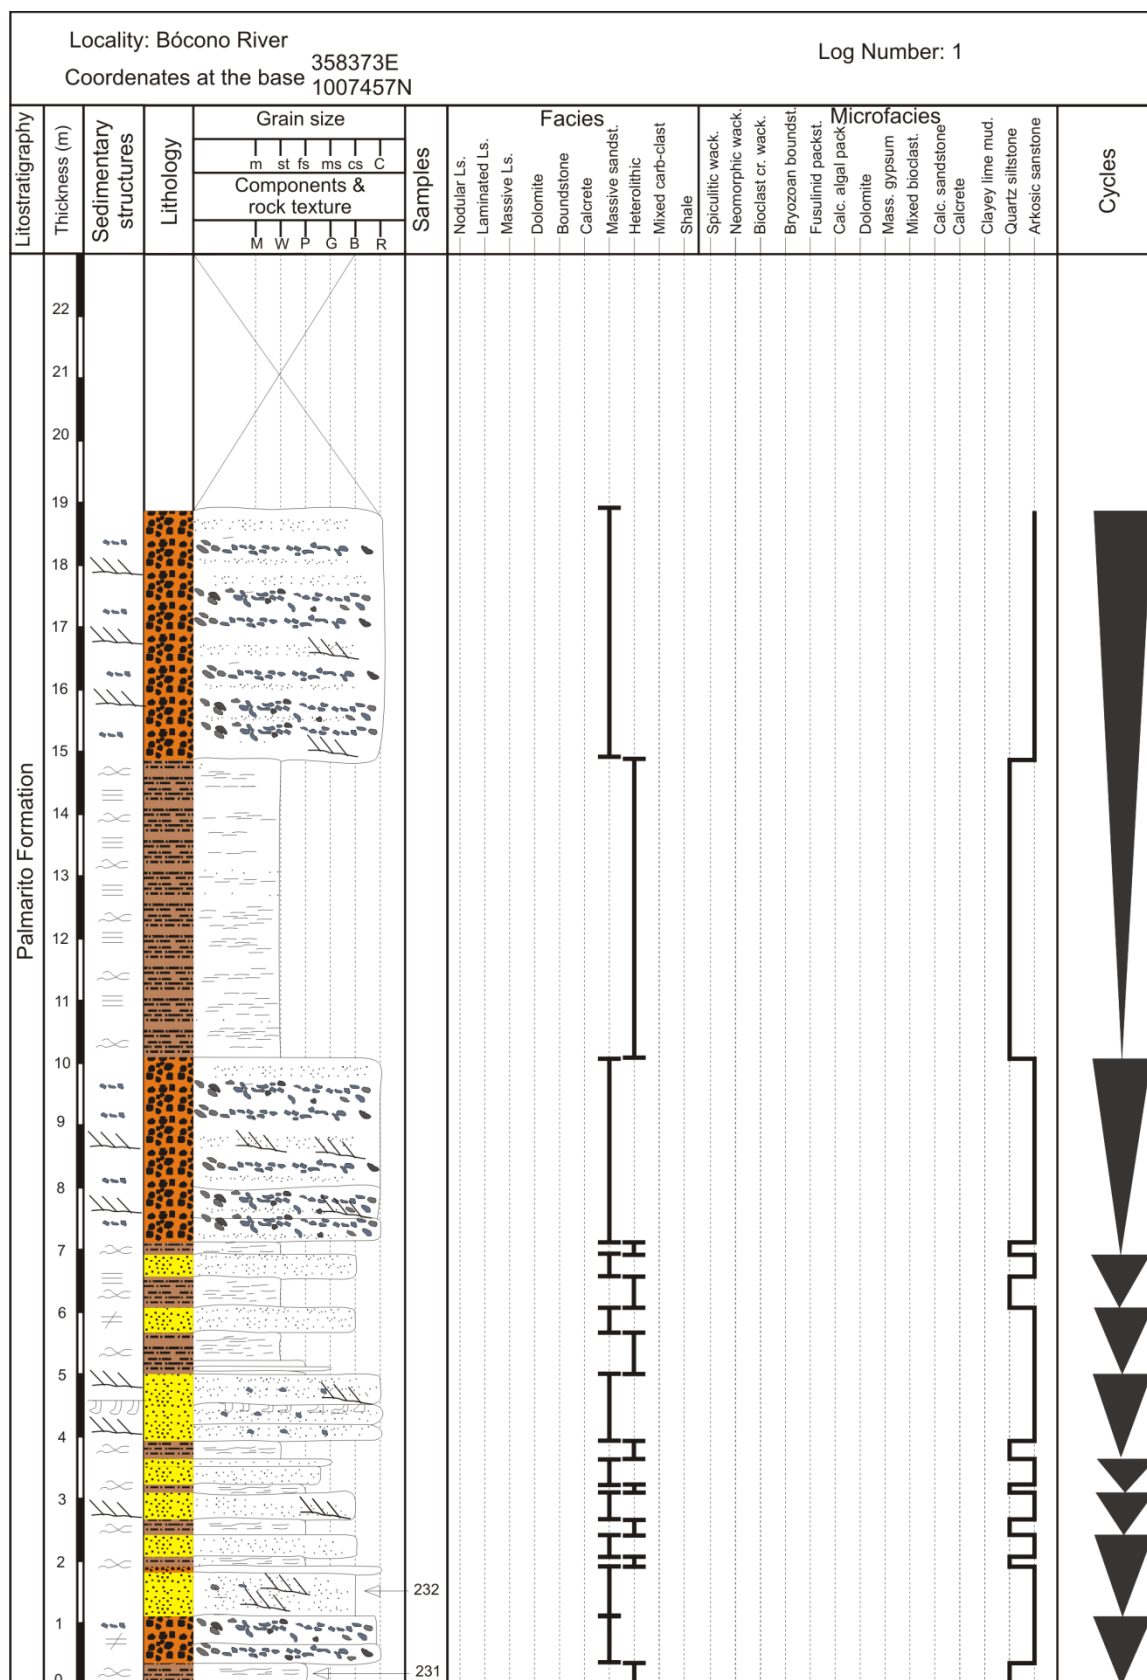 Locality: Bócono River
Log Number: 1
Coordenates at the base 358373E
1007457N
Litostratigraphy
Thickness (m)
Sedimentary
structures
Lithology
Grain size
m st fs ms cs C
Components &
rock texture
M W P G B R
Samples
Facies
Nodular Ls.
Laminated Ls.
Massive Ls.
Dolomite
Boundstone
Calcrete
Massive sandst.
Heterolithic
Mixed carb-clast
Shale
Microfacies
Spiculitic wack.
Neomorphic wack.
Bioclast cr. wack.
Bryozoan boundst.
Fusulinid packst.
Calc. algal pack.
Dolomite
Mass. gypsum
Mixed bioclast.
Calc. sandstone
Calcrete
Clayey lime mud.
Quartz siltstone
Arkosic sanstone
Cycles
Palmarito Formation
22
21
20
19
18
17
16
15
14
13
12
11
10
9
8
7
6
5
4
3
2
232
1
231
0